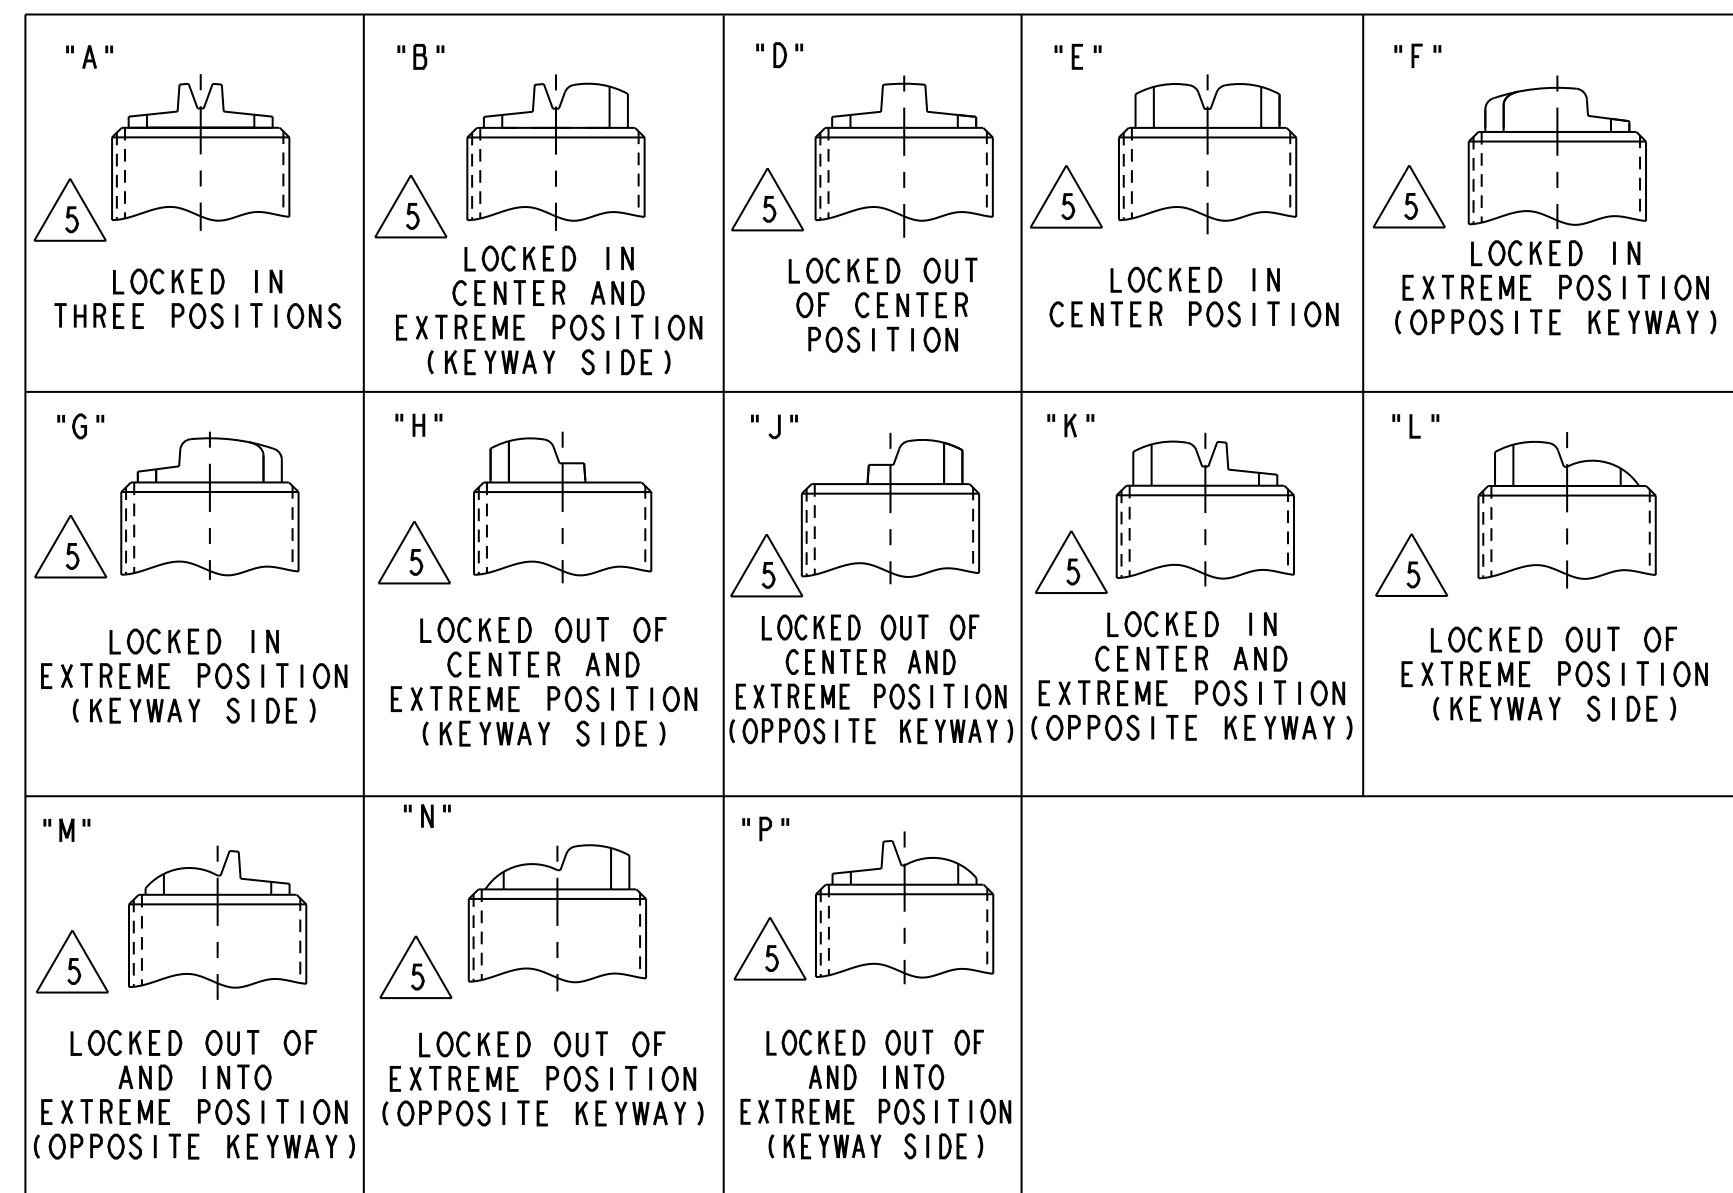 "A"
5
LOCKED IN
THREE POSITIONS
"B"
5
LOCKED IN
CENTER AND
EXTREME POSITION
(KEYWAY SIDE)
"D"
5
LOCKED OUT
OF CENTER
POSITION
"E"
5
LOCKED IN
CENTER POSITION
"F"
5
LOCKED IN
EXTREME POSITION
(OPPOSITE KEYWAY)
"G"
5
LOCKED IN
EXTREME POSITION
(KEYWAY SIDE)
"H"
5
LOCKED OUT OF
CENTER AND
EXTREME POSITION
(KEYWAY SIDE)
"J"
5
LOCKED OUT OF
CENTER AND
EXTREME POSITION
(OPPOSITE KEYWAY)
"K"
5
LOCKED IN
CENTER AND
EXTREME POSITION
(OPPOSITE KEYWAY)
"L"
5
LOCKED OUT OF
EXTREME POSITION
(KEYWAY SIDE)
"M"
5
LOCKED OUT OF
AND INTO
EXTREME POSITION
(OPPOSITE KEYWAY)
"N"
5
LOCKED OUT OF
EXTREME POSITION
(OPPOSITE KEYWAY)
"P"
5
LOCKED OUT OF
AND INTO
EXTREME POSITION
(KEYWAY SIDE)